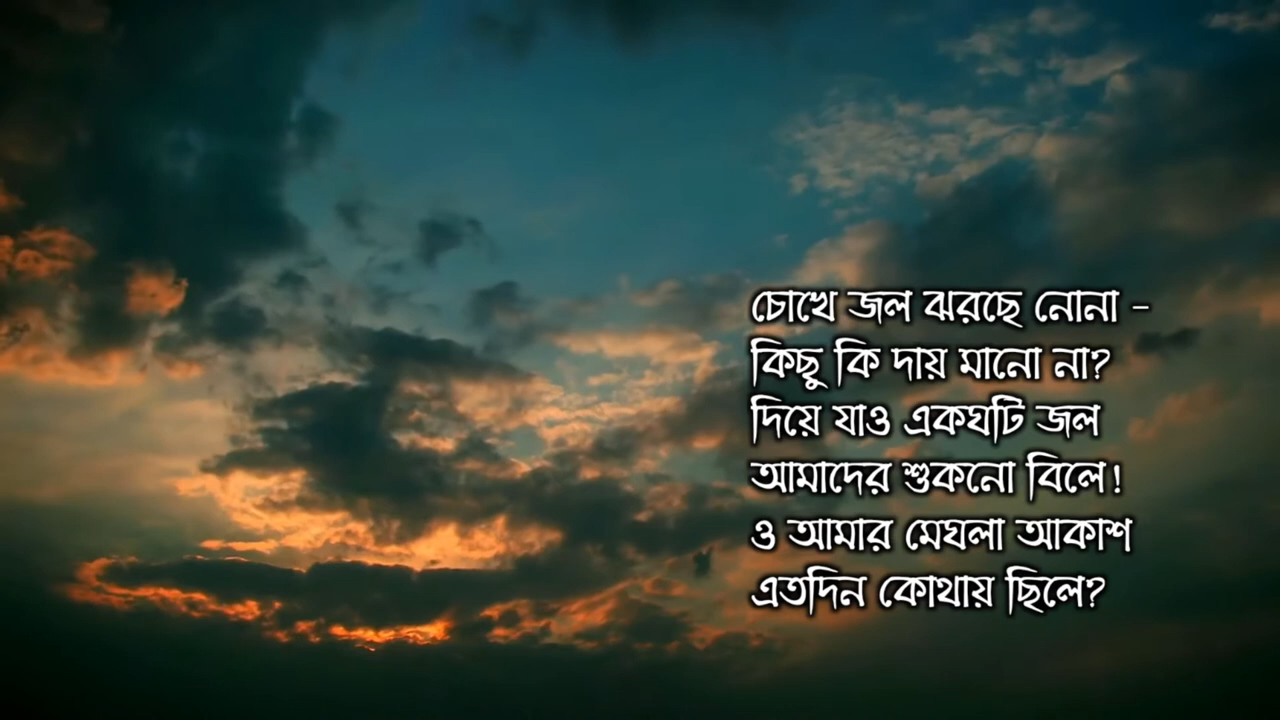 চোখে জল ঝরছে নোনা -
কিছু কি দায় মানো না?
দিয়ে যাও একঘটি জল
আমাদের শুকনো বিলে!
ও আমার মেঘলা আকাশ
এতদিন কোথায় ছিলে?